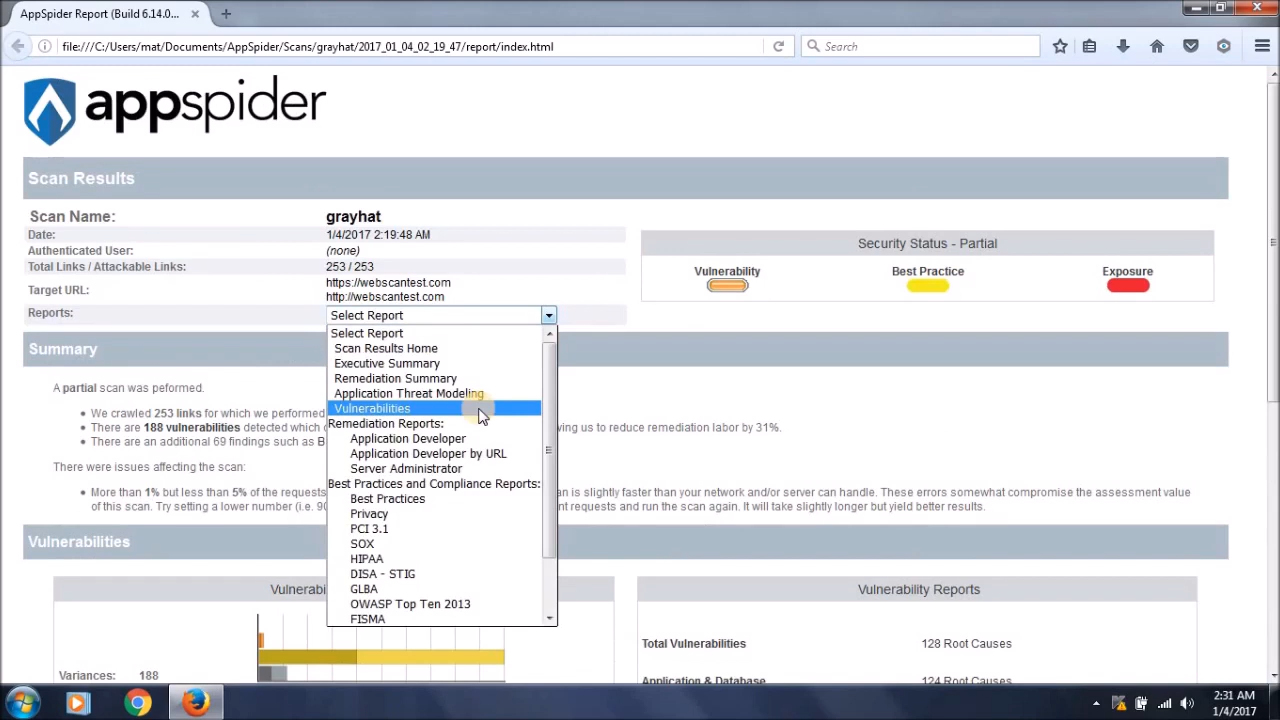 AppSpider Report (Build 6.14.0...
file:///C:/Users/mat/Documents/AppSpider/Scans/grayhat/2017_01_04_02_19_47/report/index.html
Search
appspider
Scan Results
Scan Name: grayhat
Date: 1/4/2017 2:19:48 AM
Authenticated User: (none)
Total Links / Attackable Links: 253 / 253
Target URL: https://webscantest.com
http://webscantest.com
Reports: Select Report
Security Status - Partial
Vulnerability Best Practice Exposure
Select Report
Scan Results Home
Executive Summary
Remediation Summary
Application Threat Modeling
Vulnerabilities
Remediation Reports:
Application Developer
Application Developer by URL
Server Administrator
Best Practices and Compliance Reports:
Best Practices
Privacy
PCI 3.1
SOX
HIPAA
DISA - STIG
GLBA
OWASP Top Ten 2013
FISMA
Summary
A partial scan was peformed.
We crawled 253 links for which we performed
There are 188 vulnerabilities detected which ing us to reduce remediation labor by 31%.
There are an additional 69 findings such as B
There were issues affecting the scan:
More than 1% but less than 5% of the requests an is slightly faster than your network and/or server can handle. These errors somewhat compromise the assessment value
of this scan. Try setting a lower number (i.e. 90 ent requests and run the scan again. It will take slightly longer but yield better results.
Vulnerabilities
Vulnerabi
Variances: 188
Vulnerability Reports
Total Vulnerabilities 128 Root Causes
Application & Database 124 Root Causes
2:31 AM
1/4/2017